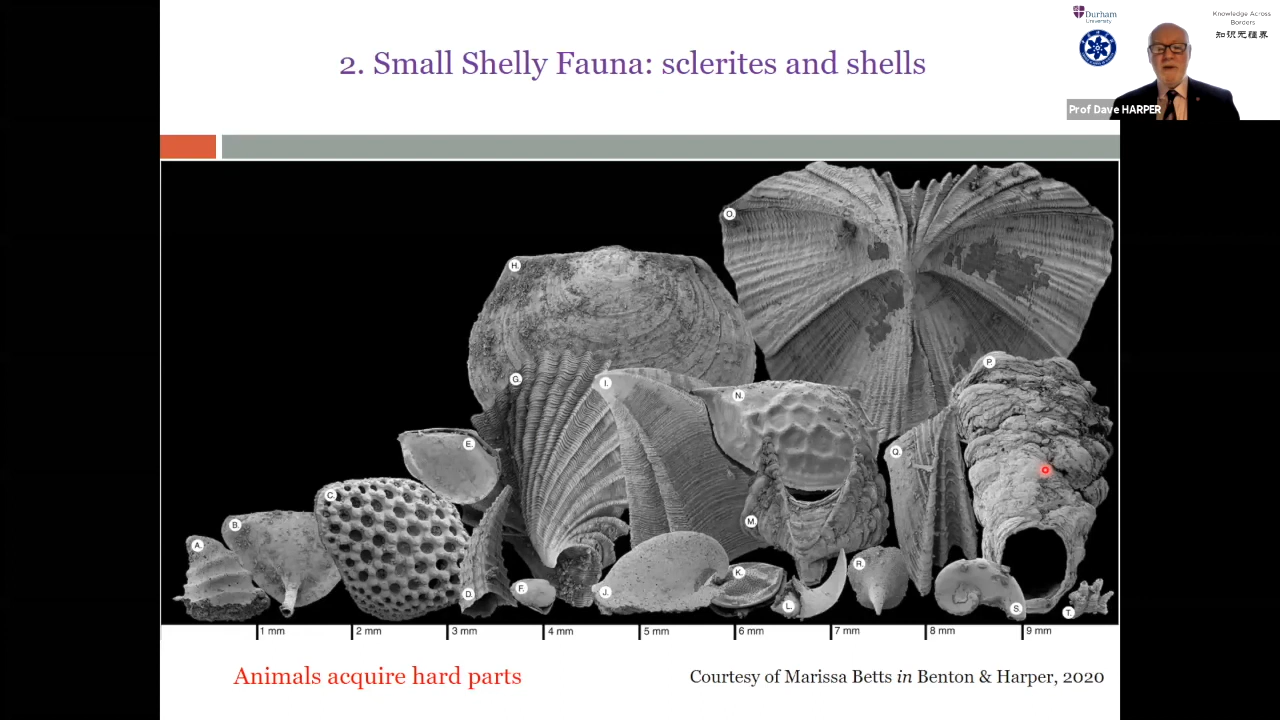 2. Small Shelly Fauna: sclerites and shells
Durham
University
Knowledge Across
Borders
知识无疆界
Prof Dave HARPER
O.
H.
P.
G.
I.
N.
E.
Q.
C.
M.
B.
A.
R.
K.
F.
J.
D.
L.
S.
T.
1 mm
2 mm
3 mm
4 mm
5 mm
6 mm
7 mm
8 mm
9 mm
Animals acquire hard parts
Courtesy of Marissa Betts in Benton & Harper, 2020